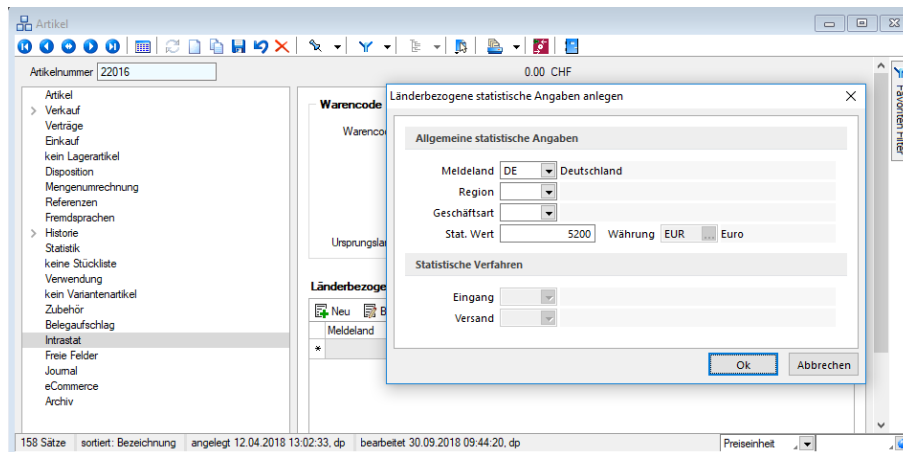 Artikel
Artikelnummer 22016 0.00 CHF
Favoriten Filter
Artikel
Verkauf
Verträge
Einkauf
kein Lagerartikel
Disposition
Mengenumrechnung
Referenzen
Fremdsprachen
Historie
Statistik
keine Stückliste
Verwendung
kein Variantenartikel
Zubehör
Belegaufschlag
Intrastat
Freie Felder
Journal
eCommerce
Archiv
Warencode
Warenco
Ursprungsla
Länderbezoge
Neu B
Meldeland
*
Länderbezogene statistische Angaben anlegen
Allgemeine statistische Angaben
Meldeland DE Deutschland
Region
Geschäftsart
Stat. Wert 5200 Währung EUR ... Euro
Statistische Verfahren
Eingang
Versand
Ok Abbrechen
158 Sätze sortiert: Bezeichnung angelegt 12.04.2018 13:02:33, dp bearbeitet 30.09.2018 09:44:20, dp Preiseinheit